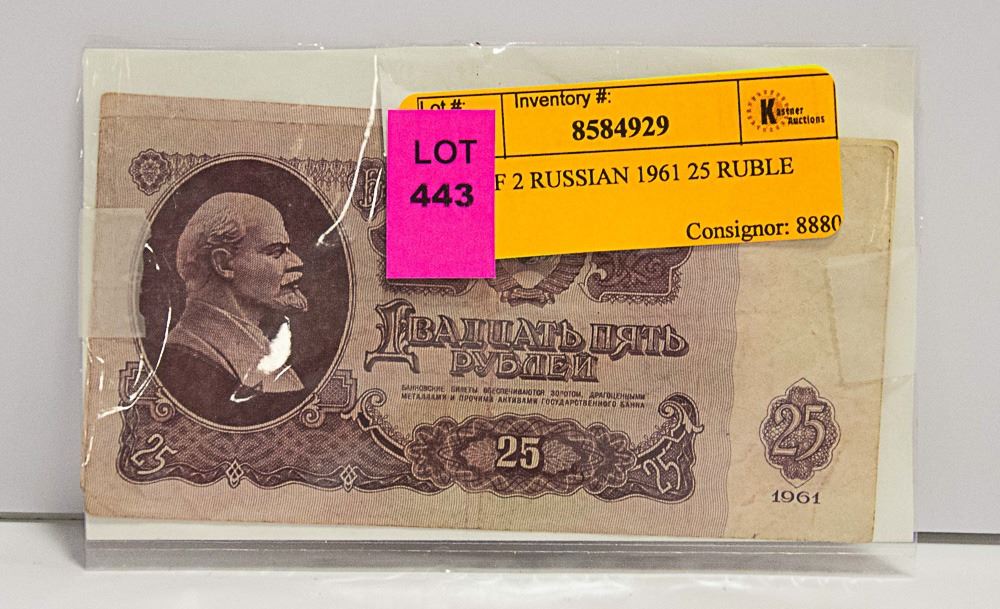 Lot #:
Inventory #:
8584929
Kastner
Auctions
LOT
443
F 2 RUSSIAN 1961 25 RUBLE
Consignor: 8880
ДВАДЦАТЬ ПЯТЬ
РУБЛЕЙ
БАНКОВСКИЕ БИЛЕТЫ ОБЕСПЕЧИВАЮТСЯ ЗОЛОТОМ, ДРАГОЦЕННЫМИ
МЕТАЛЛАМИ И ПРОЧИМИ АКТИВАМИ ГОСУДАРСТВЕННОГО БАНКА
25
25
25
25
1961